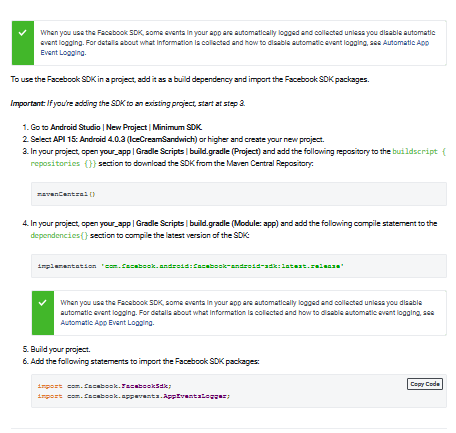 When you use the Facebook SDK, some events in your app are automatically logged and collected unless you disable automatic
event logging. For details about what information is collected and how to disable automatic event logging, see Automatic App
Event Logging.
To use the Facebook SDK in a project, add it as a build dependency and import the Facebook SDK packages.
Important: If you're adding the SDK to an existing project, start at step 3.
1. Go to Android Studio | New Project | Minimum SDK.
2. Select API 15: Android 4.0.3 (IceCreamSandwich) or higher and create your new project.
3. In your project, open your_app | Gradle Scripts | build.gradle (Project) and add the following repository to the buildscript {
repositories {}} section to download the SDK from the Maven Central Repository:
mavenCentral()
4. In your project, open your_app | Gradle Scripts | build.gradle (Module: app) and add the following compile statement to the
dependencies{} section to compile the latest version of the SDK:
implementation 'com.facebook.android:facebook-android-sdk:latest.release'
When you use the Facebook SDK, some events in your app are automatically logged and collected unless you disable
automatic event logging. For details about what information is collected and how to disable automatic event logging, see
Automatic App Event Logging.
5. Build your project.
6. Add the following statements to import the Facebook SDK packages:
Copy Code
import com.facebook.FacebookSdk;
import com.facebook.appevents.AppEventsLogger;